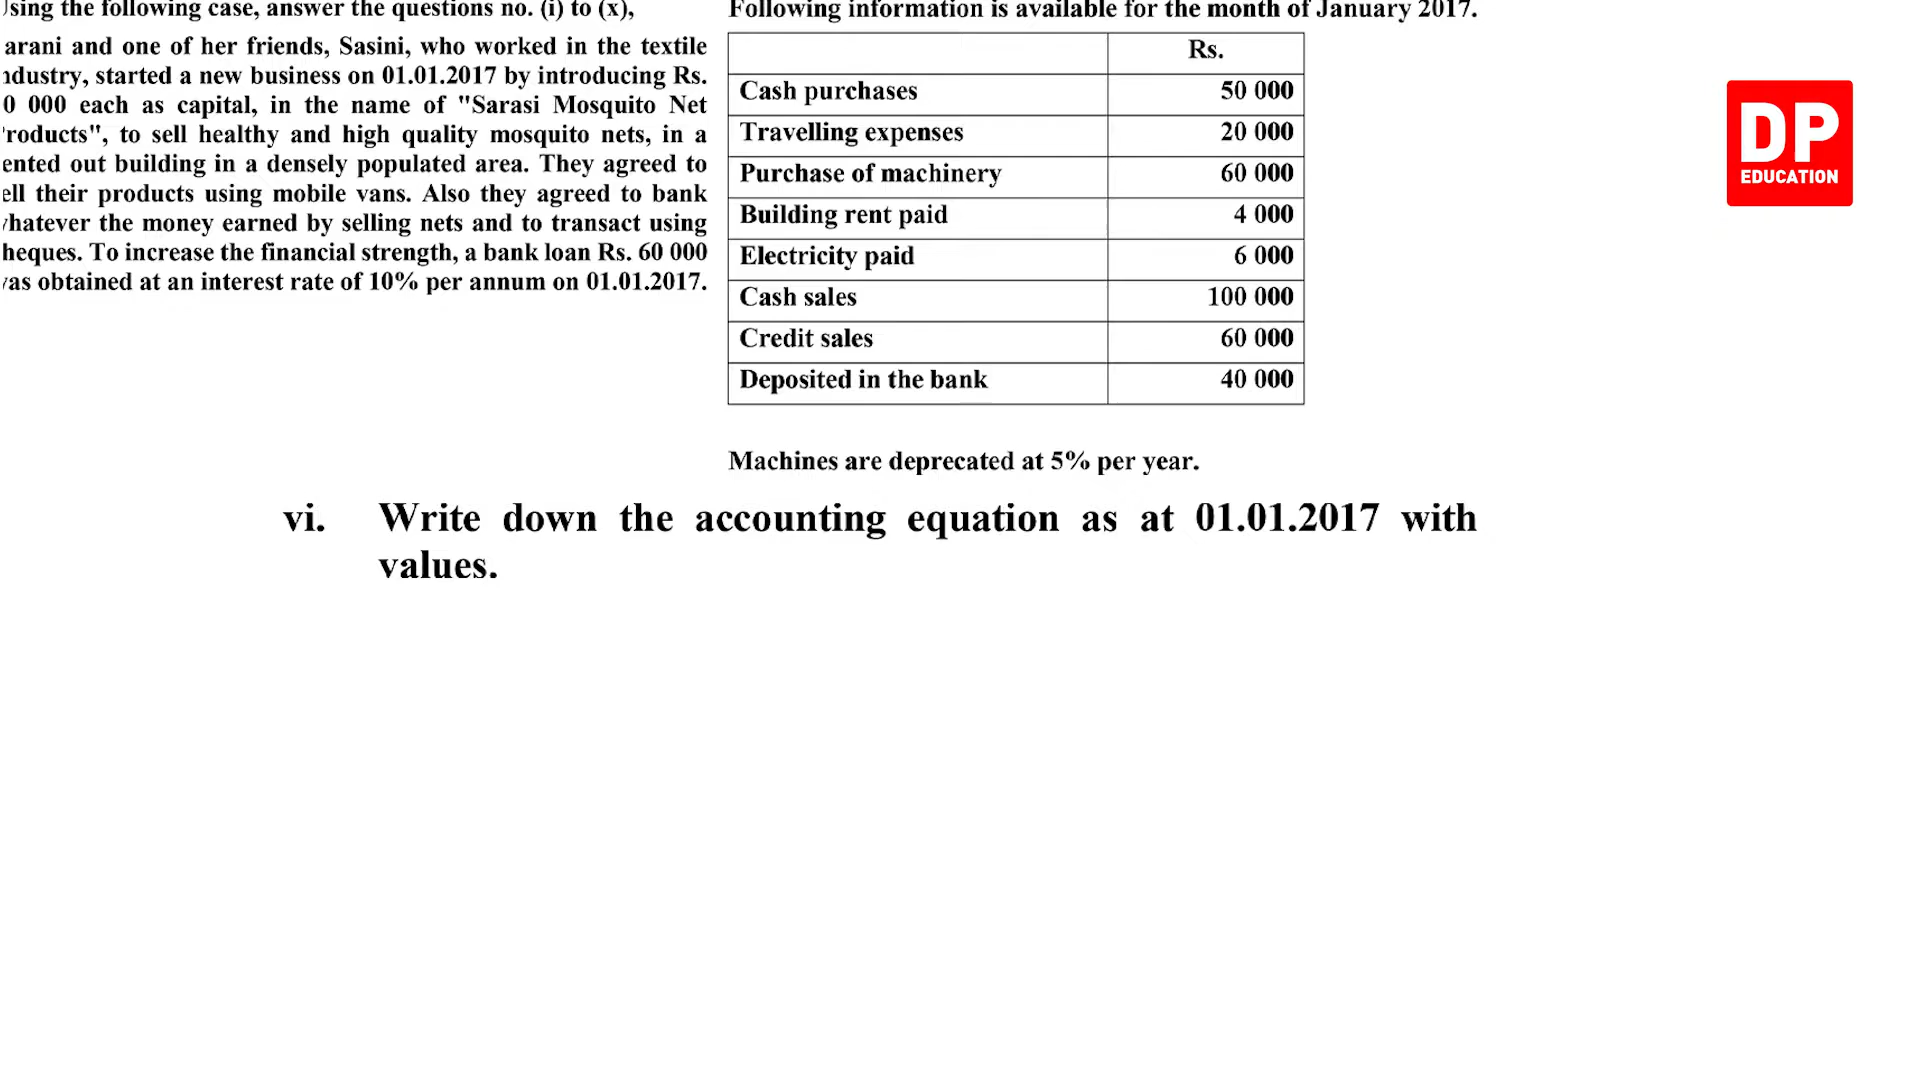 sing the following case, answer the questions no. (i) to (x),
arani and one of her friends, Sasini, who worked in the textile
dustry, started a new business on 01.01.2017 by introducing Rs.
0 000 each as capital, in the name of "Sarasi Mosquito Net
roducts", to sell healthy and high quality mosquito nets, in a
ented out building in a densely populated area. They agreed to
ell their products using mobile vans. Also they agreed to bank
hatever the money earned by selling nets and to transact using
heques. To increase the financial strength, a bank loan Rs. 60 000
as obtained at an interest rate of 10% per annum on 01.01.2017.
Following information is available for the month of January 2017.
Rs.
Cash purchases 50 000
Travelling expenses 20 000
Purchase of machinery 60 000
Building rent paid 4 000
Electricity paid 6 000
Cash sales 100 000
Credit sales 60 000
Deposited in the bank 40 000
Machines are deprecated at 5% per year.
vi. Write down the accounting equation as at 01.01.2017 with
values.
DP
EDUCATION